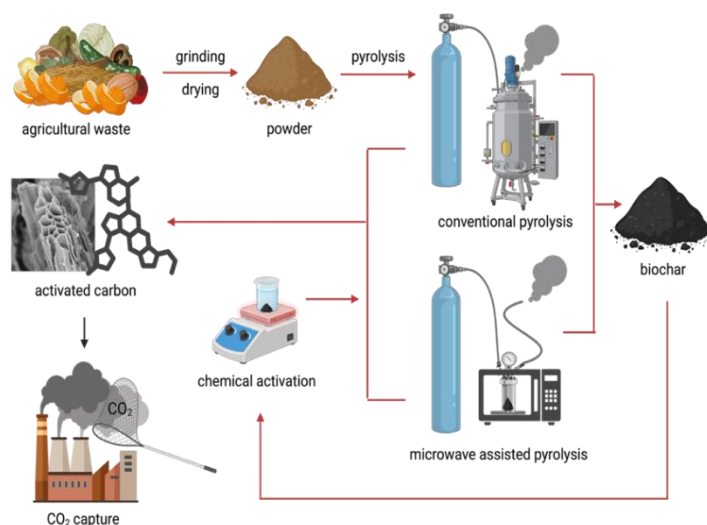 agricultural waste
grinding
drying
powder
pyrolysis
conventional pyrolysis
biochar
activated carbon
chemical activation
microwave assisted pyrolysis
CO₂
CO₂ capture